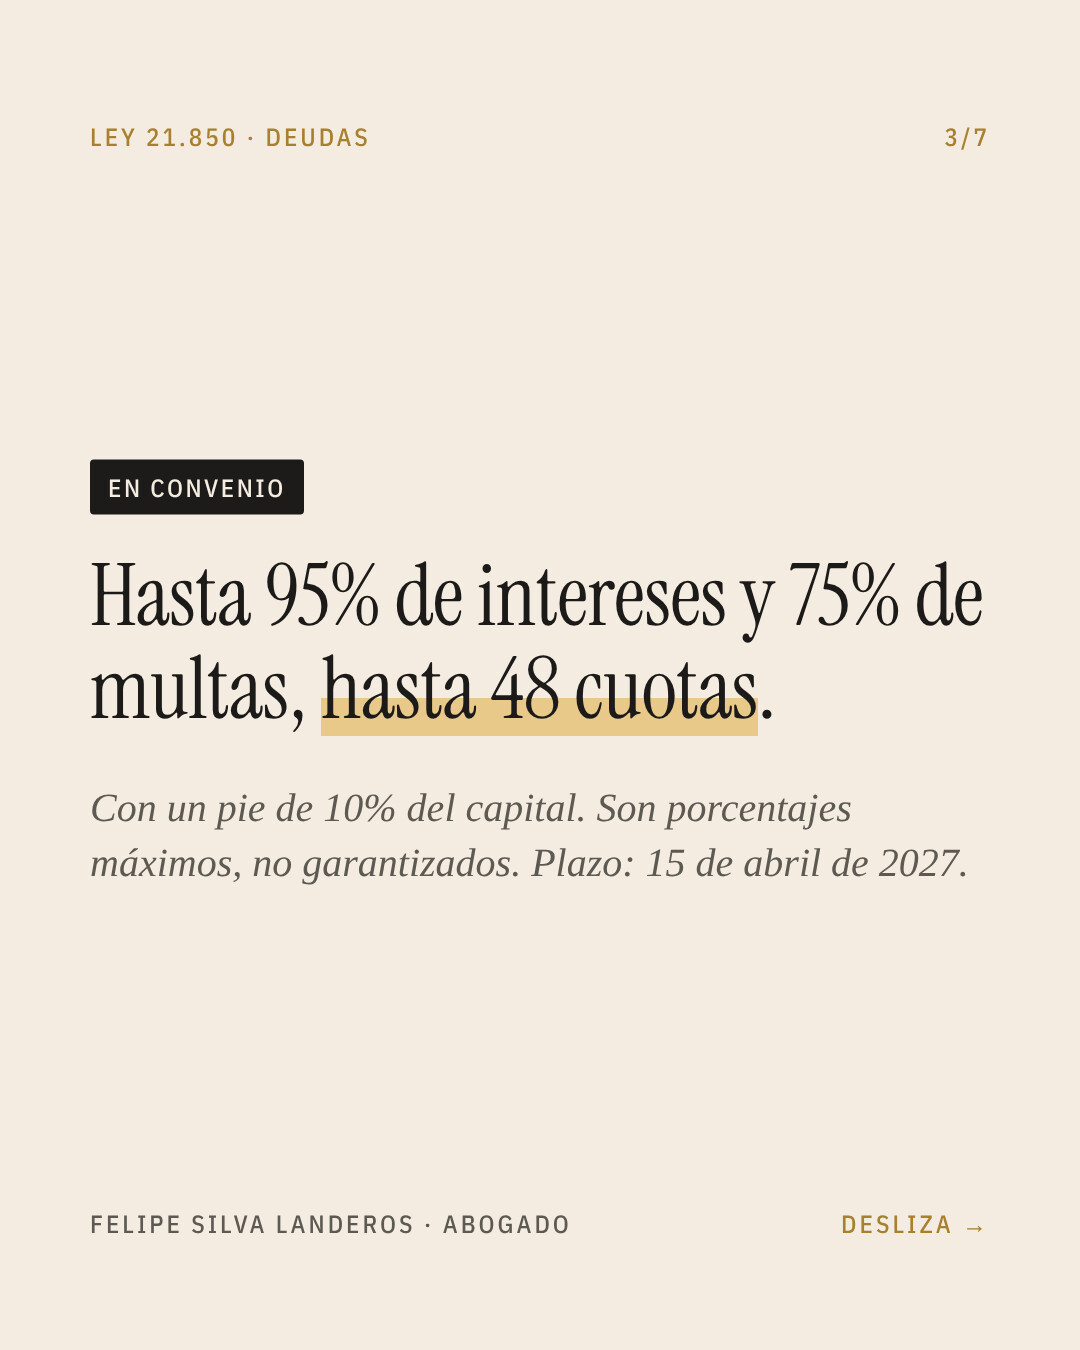 LEY 21.850 · DEUDAS
3/7
EN CONVENIO
Hasta 95% de intereses y 75% de
multas, hasta 48 cuotas.
Con un pie de 10% del capital. Son porcentajes
máximos, no garantizados. Plazo: 15 de abril de 2027.
FELIPE SILVA LANDEROS · ABOGADO
DESLIZA →